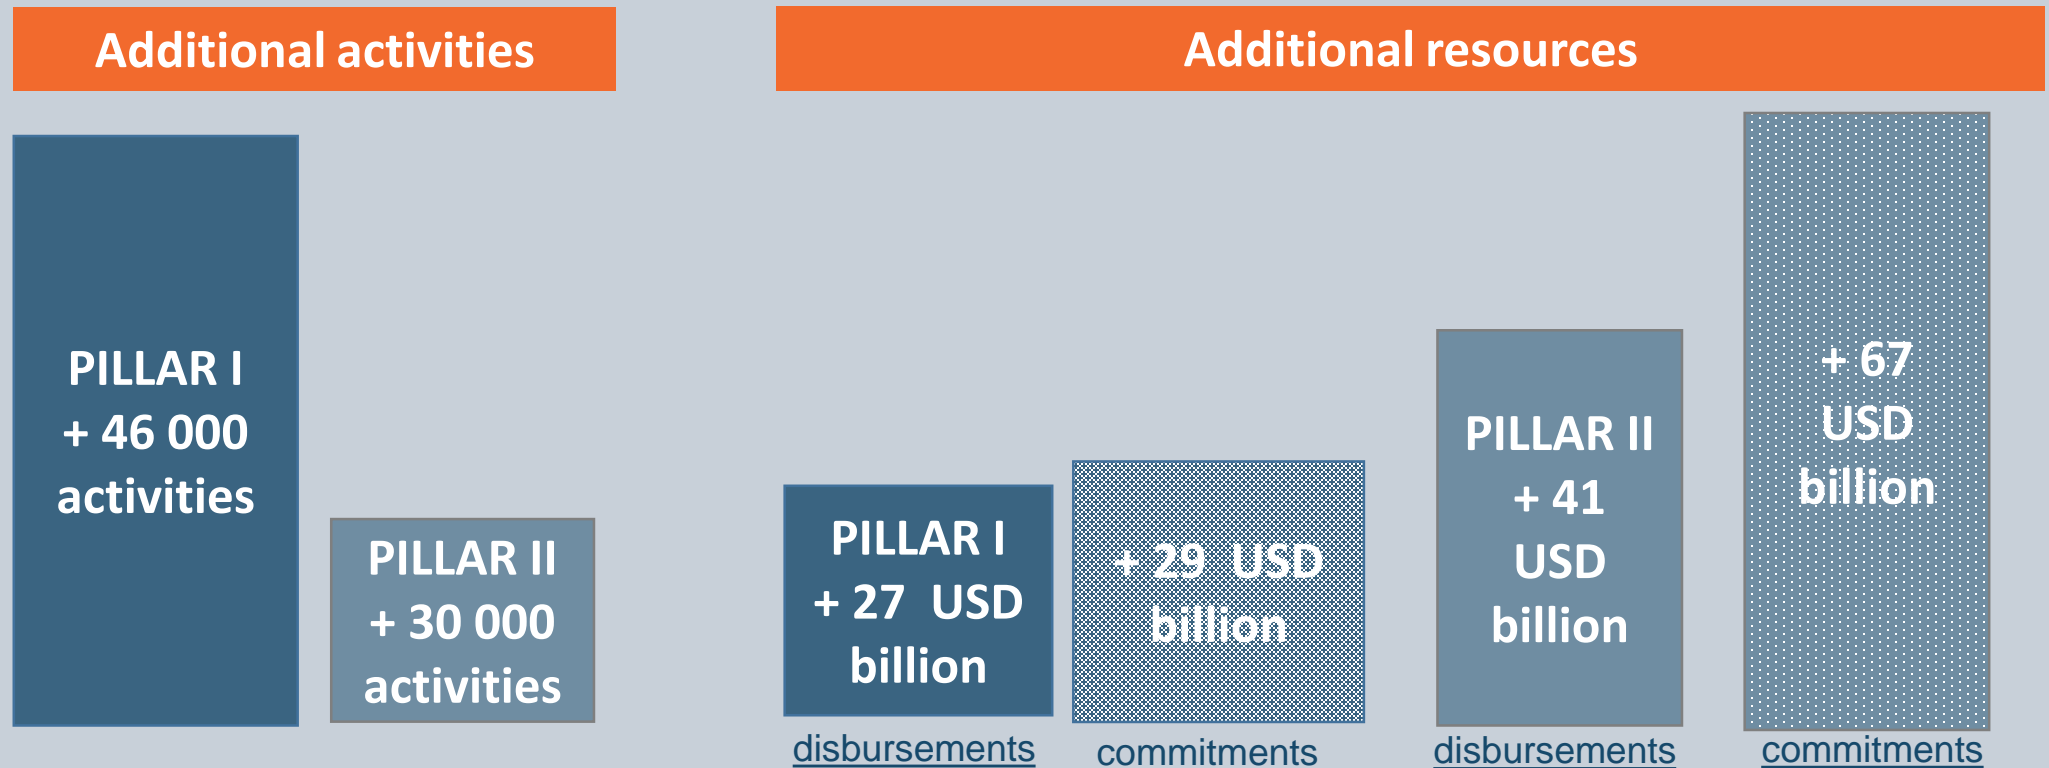 Additional activities
Additional resources
PILLAR I
+ 46 000
activities
PILLAR II
+ 30 000
activities
PILLAR I
+ 27 USD
billion
disbursements
+ 29 USD
billion
commitments
PILLAR II
+ 41
USD
billion
disbursements
+ 67
USD
billion
commitments